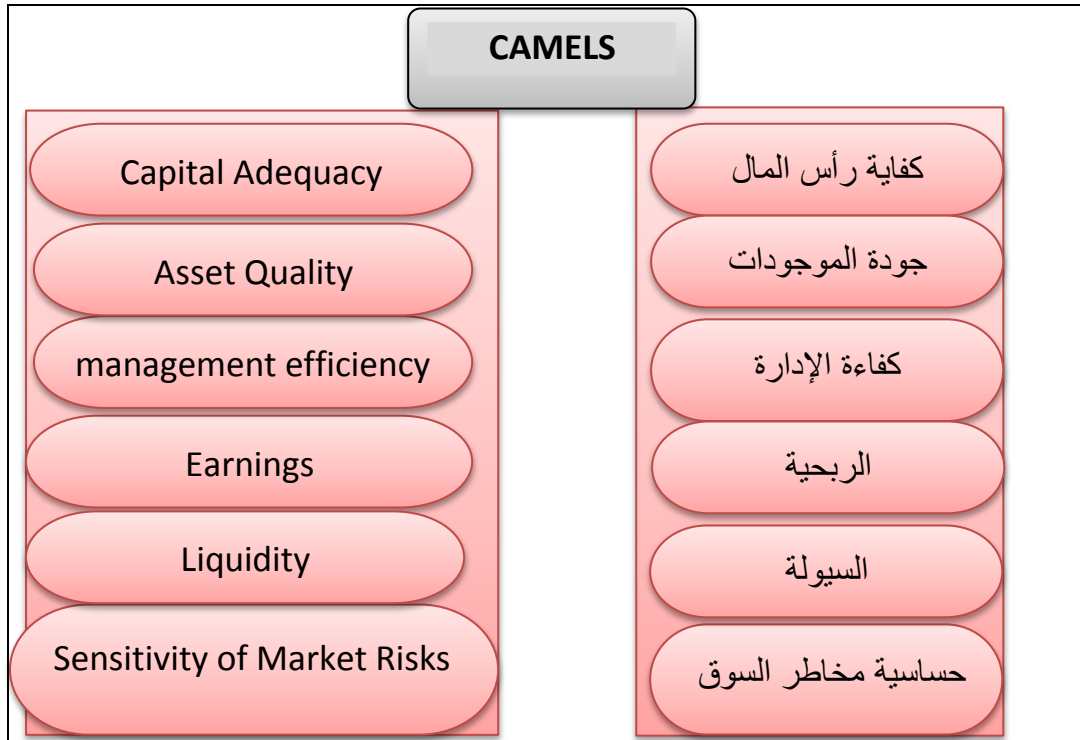 CAMELS
Capital Adequacy
Asset Quality
management efficiency
Earnings
Liquidity
Sensitivity of Market Risks
كفاية رأس المال
جودة الموجودات
كفاءة الإدارة
الربحية
السيولة
حساسية مخاطر السوق